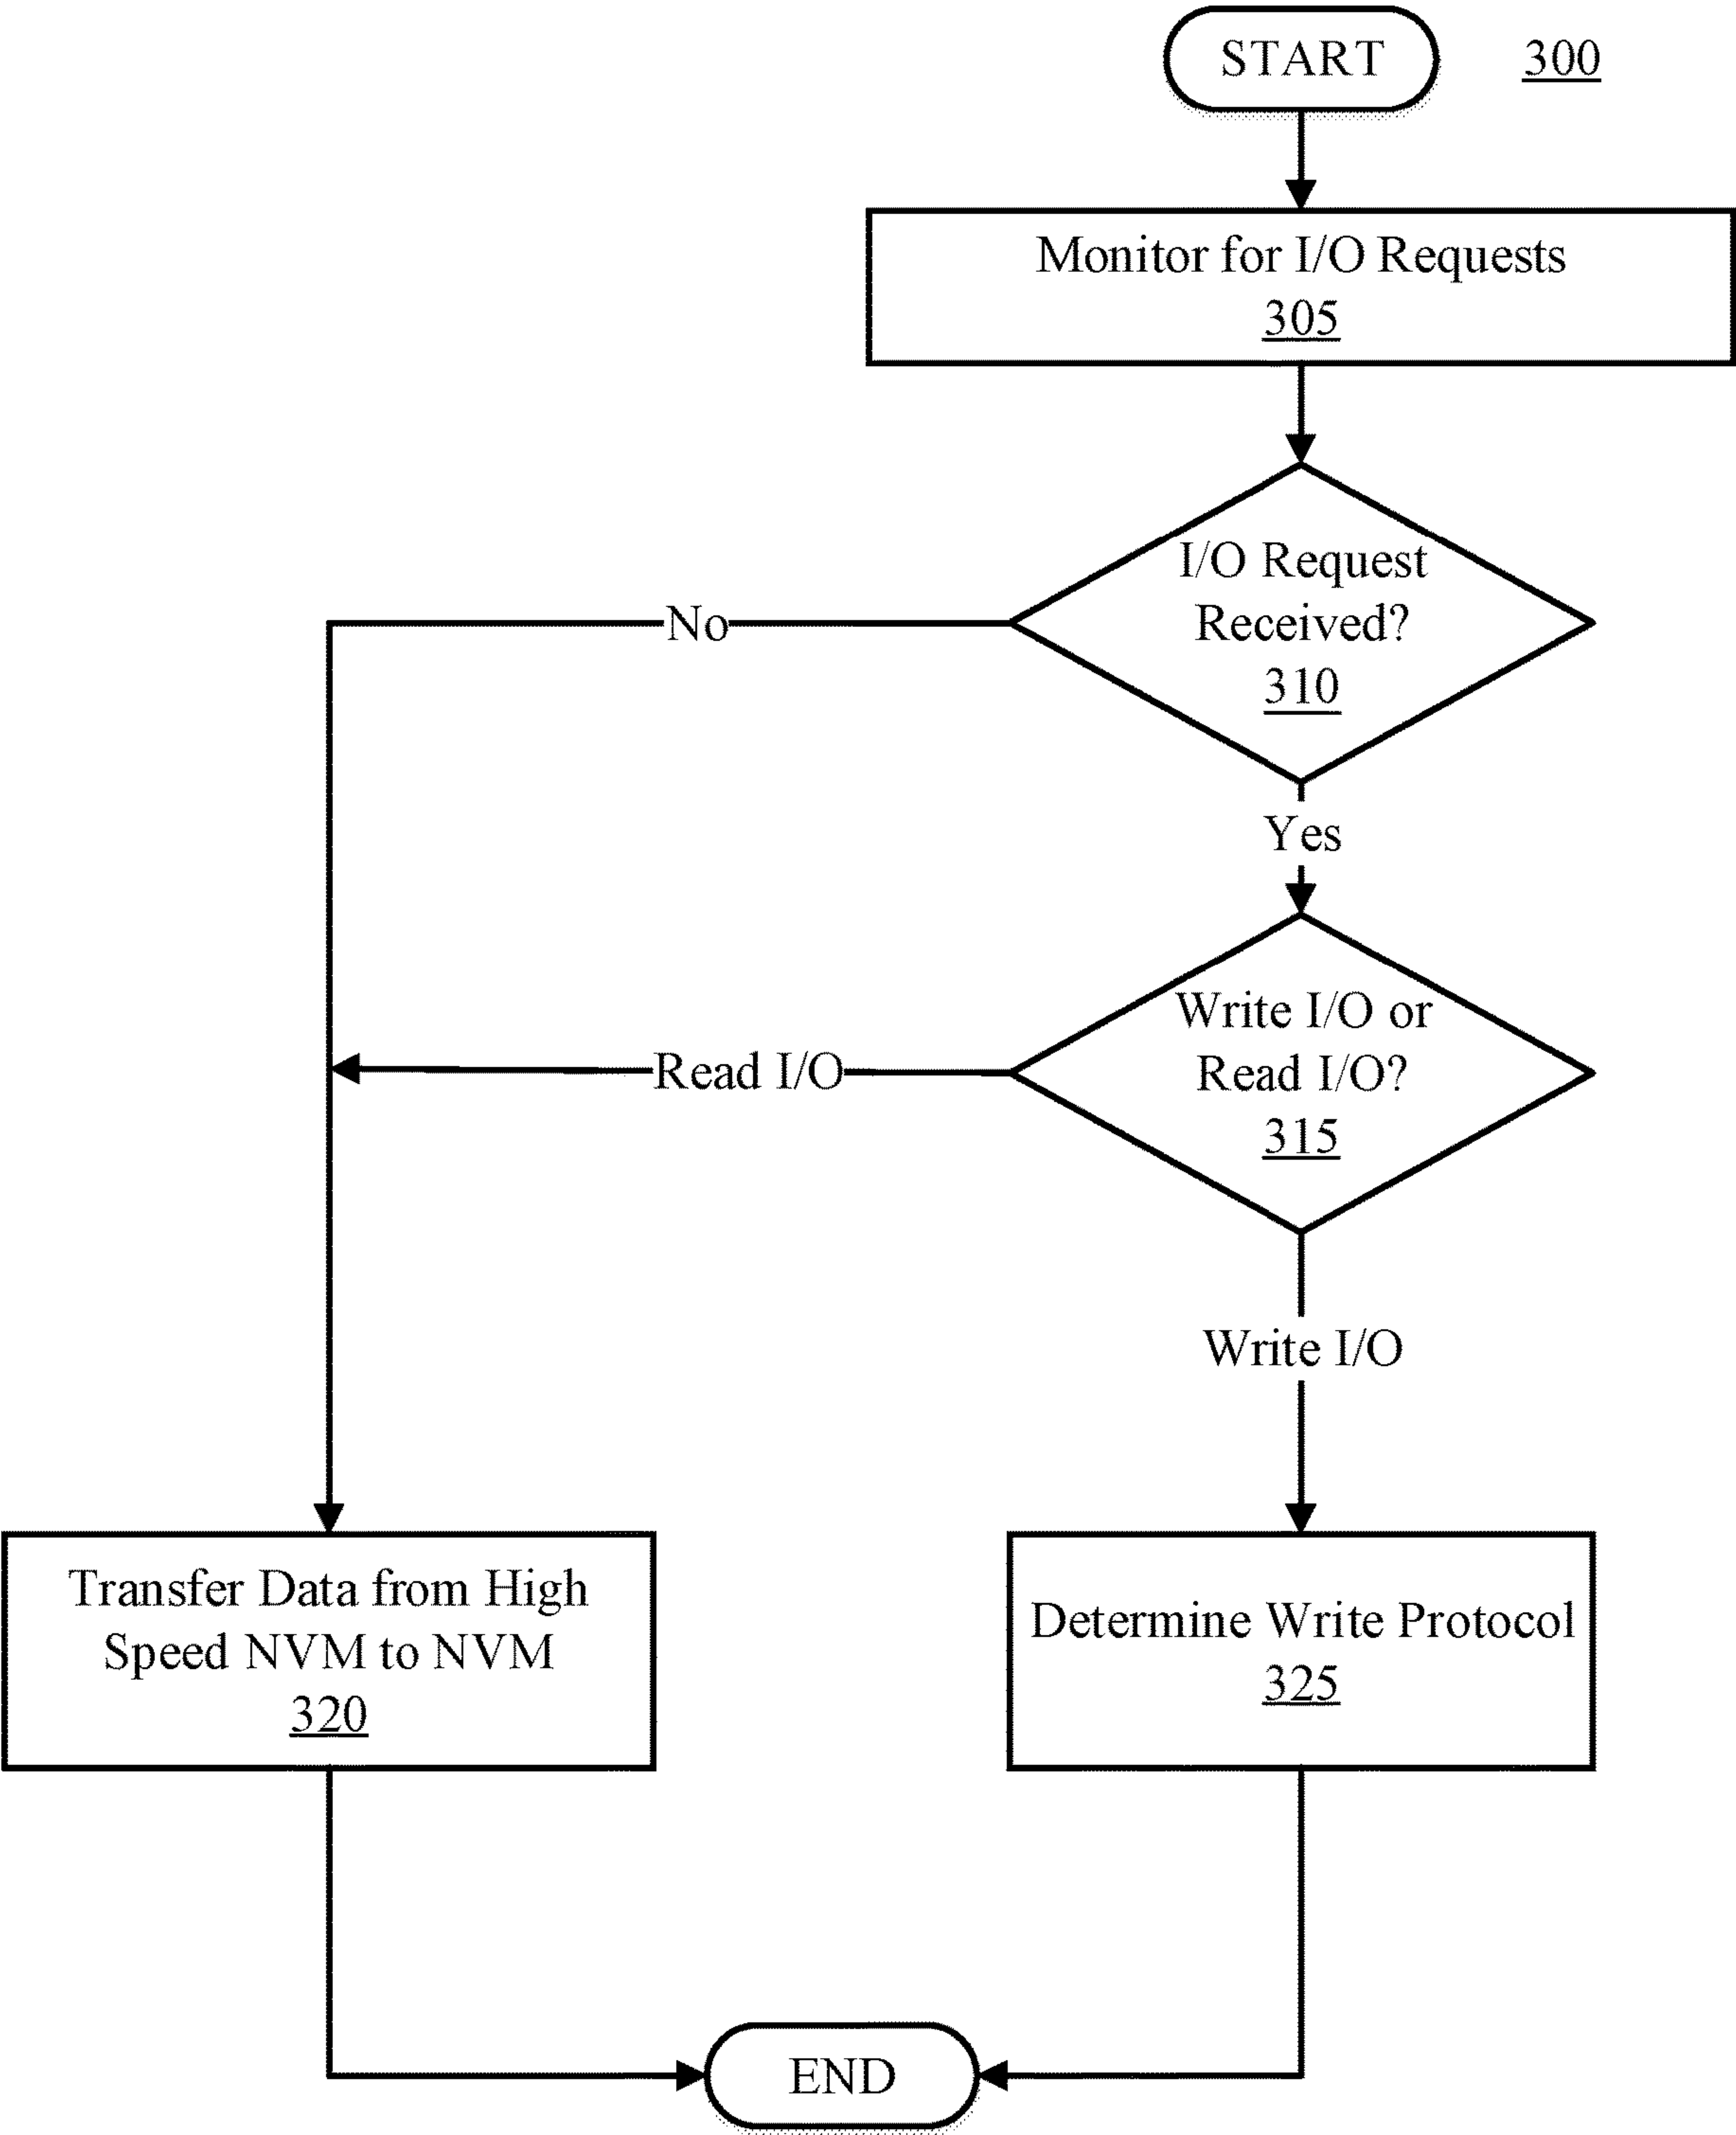 START
300
Monitor for I/O Requests
305
I/O Request
Received?
310
No
Yes
Write I/O or
Read I/O?
315
Read I/O
Write I/O
Transfer Data from High
Speed NVM to NVM
320
Determine Write Protocol
325
END